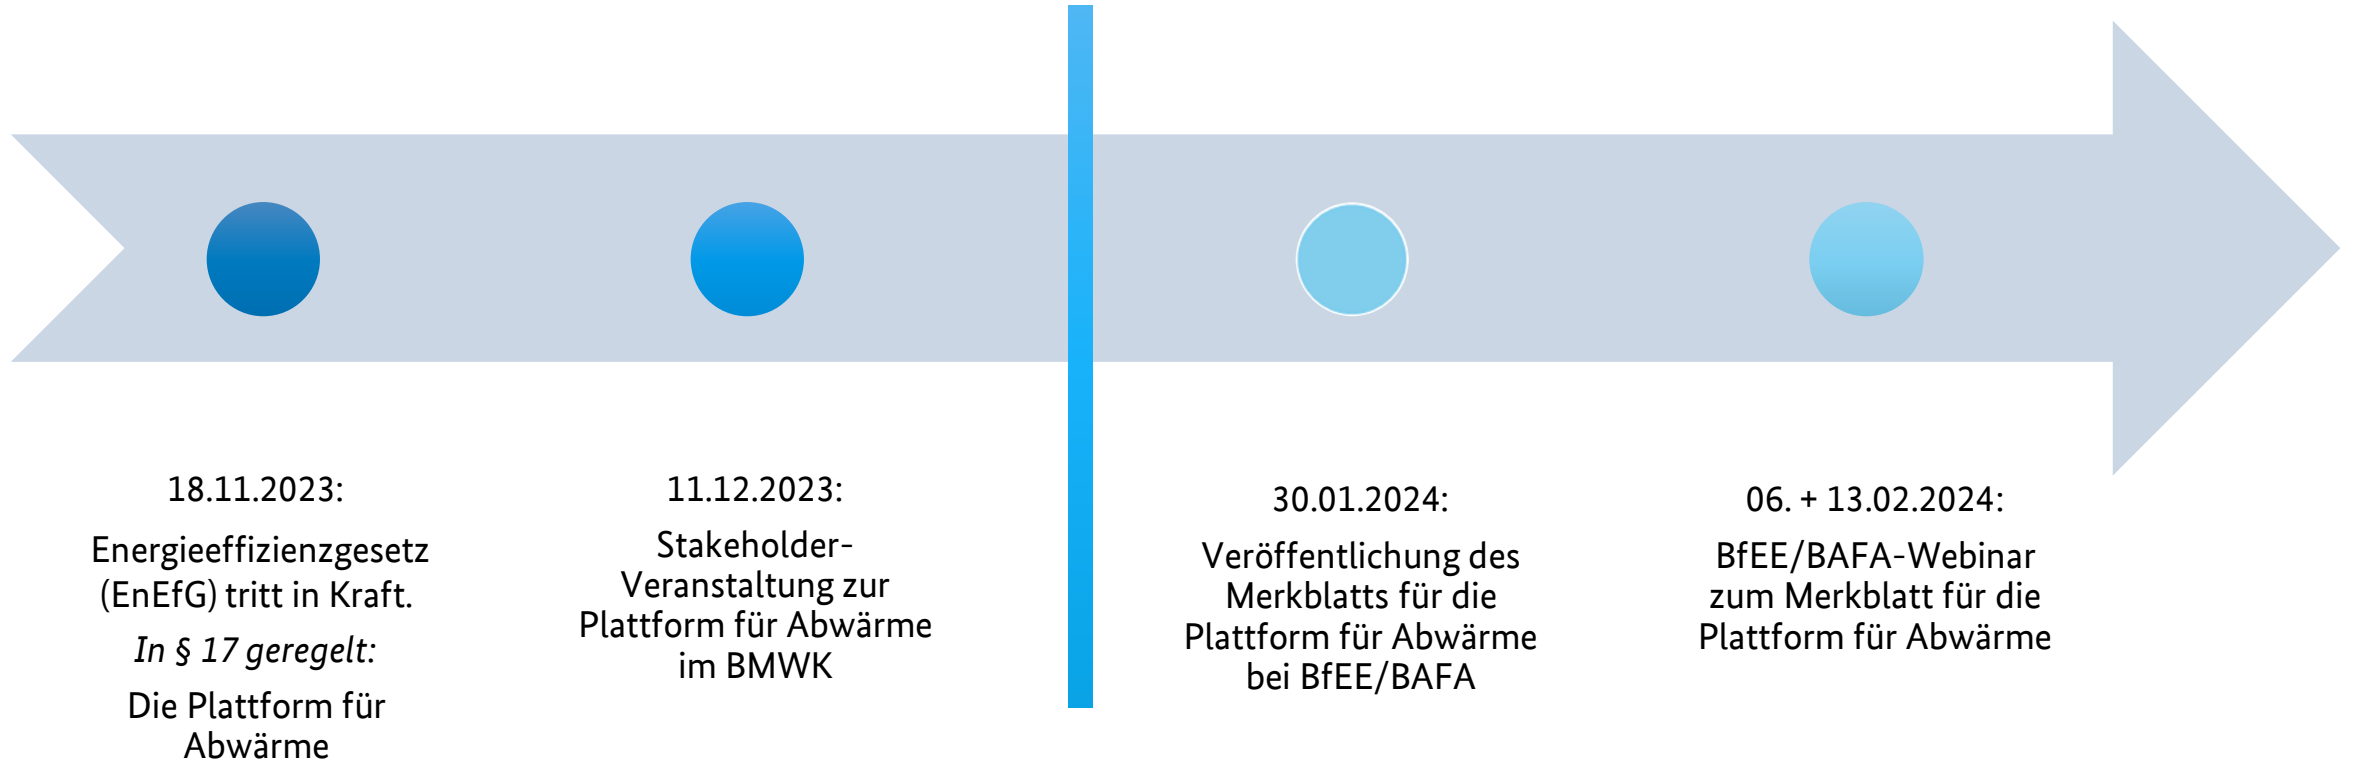 18.11.2023:
Energieeffizienzgesetz
(EnEfG) tritt in Kraft.
In § 17 geregelt:
Die Plattform für
Abwärme
11.12.2023:
Stakeholder-
Veranstaltung zur
Plattform für Abwärme
im BMWK
30.01.2024:
Veröffentlichung des
Merkblatts für die
Plattform für Abwärme
bei BfEE/BAFA
06. + 13.02.2024:
BfEE/BAFA-Webinar
zum Merkblatt für die
Plattform für Abwärme